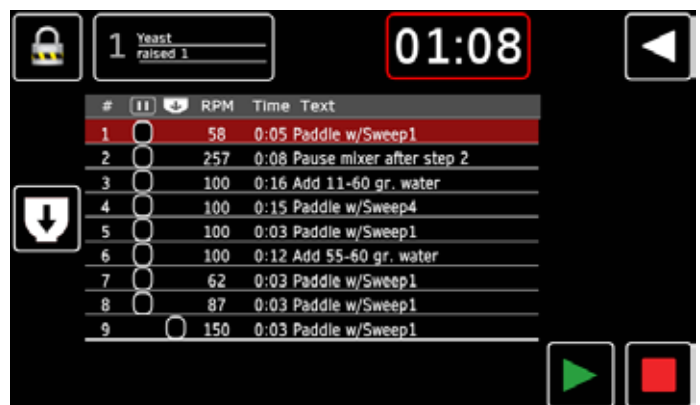 1 Yeast
raised 1
01:08
# RPM Time Text
1 58 0:05 Paddle w/Sweep1
2 257 0:08 Pause mixer after step 2
3 100 0:16 Add 11-60 gr. water
4 100 0:15 Paddle w/Sweep4
5 100 0:03 Paddle w/Sweep1
6 100 0:12 Add 55-60 gr. water
7 62 0:03 Paddle w/Sweep1
8 87 0:03 Paddle w/Sweep1
9 150 0:03 Paddle w/Sweep1